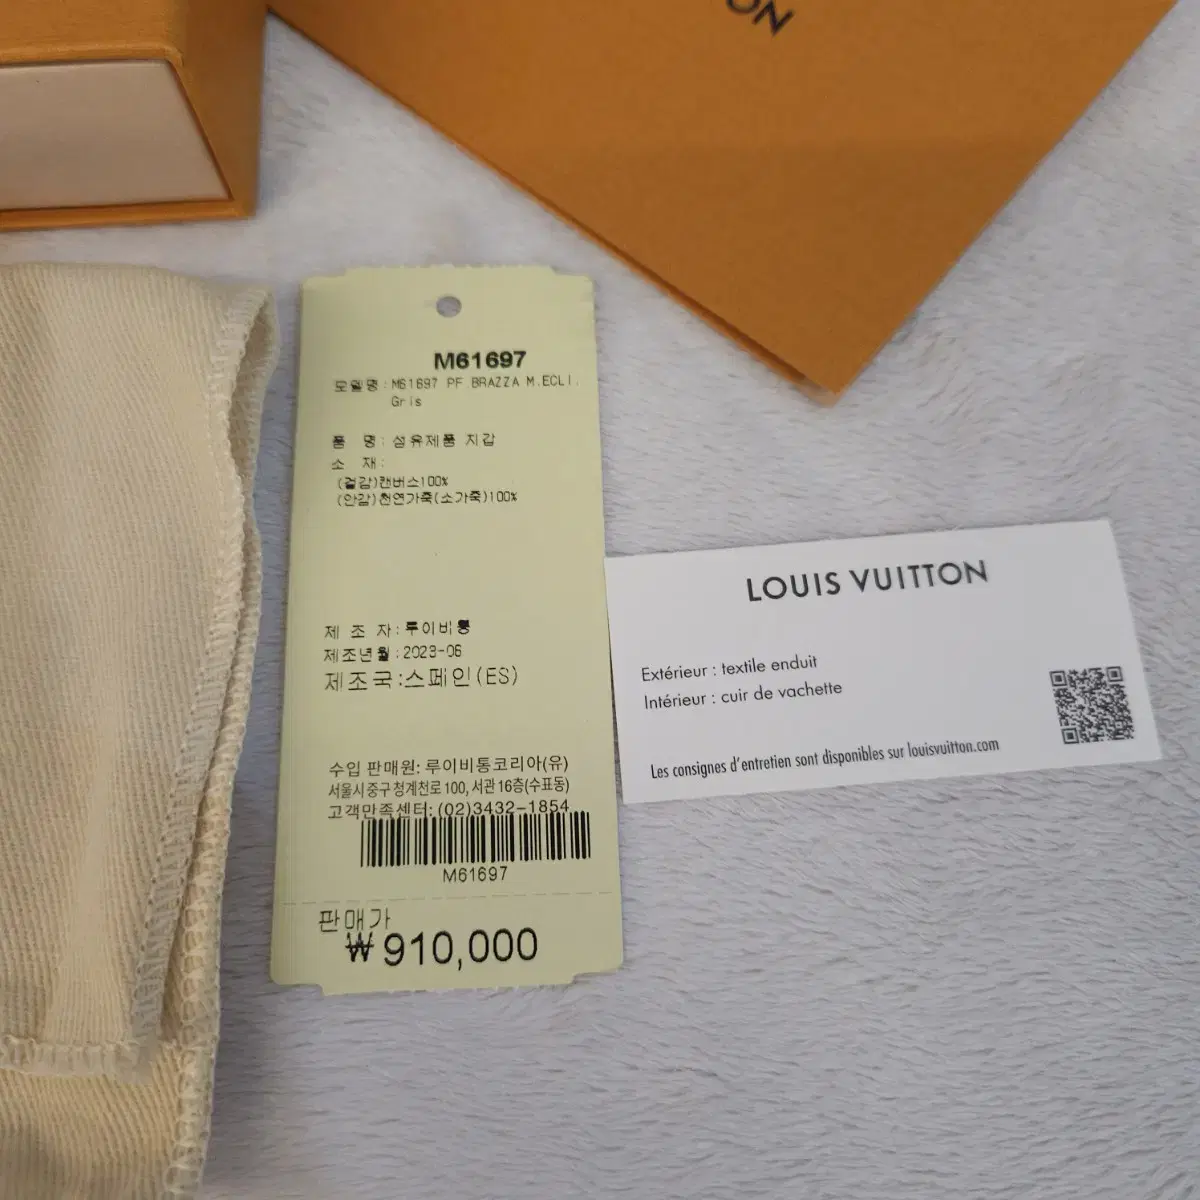 M61697
모델명:M61697 PF.BRAZZA M.ECLI.
Gris
품 명: 섬유제품 지갑
소 재:
(겉감)캔버스100%
(안감)천연가죽(소가죽)100%
제 조 자:루이비통
제조년월:2023-06
제조국:스페인(ES)
수입 판매원: 루이비통코리아(유)
서울시 중구 청계천로 100, 서관 16층(수표동)
고객만족센터: (02)3432-1854
M61697
판매가
₩910,000
LOUIS VUITTON
Extérieur : textile enduit
Intérieur : cuir de vachette
Les consignes d'entretien sont disponibles sur louisvuitton.com